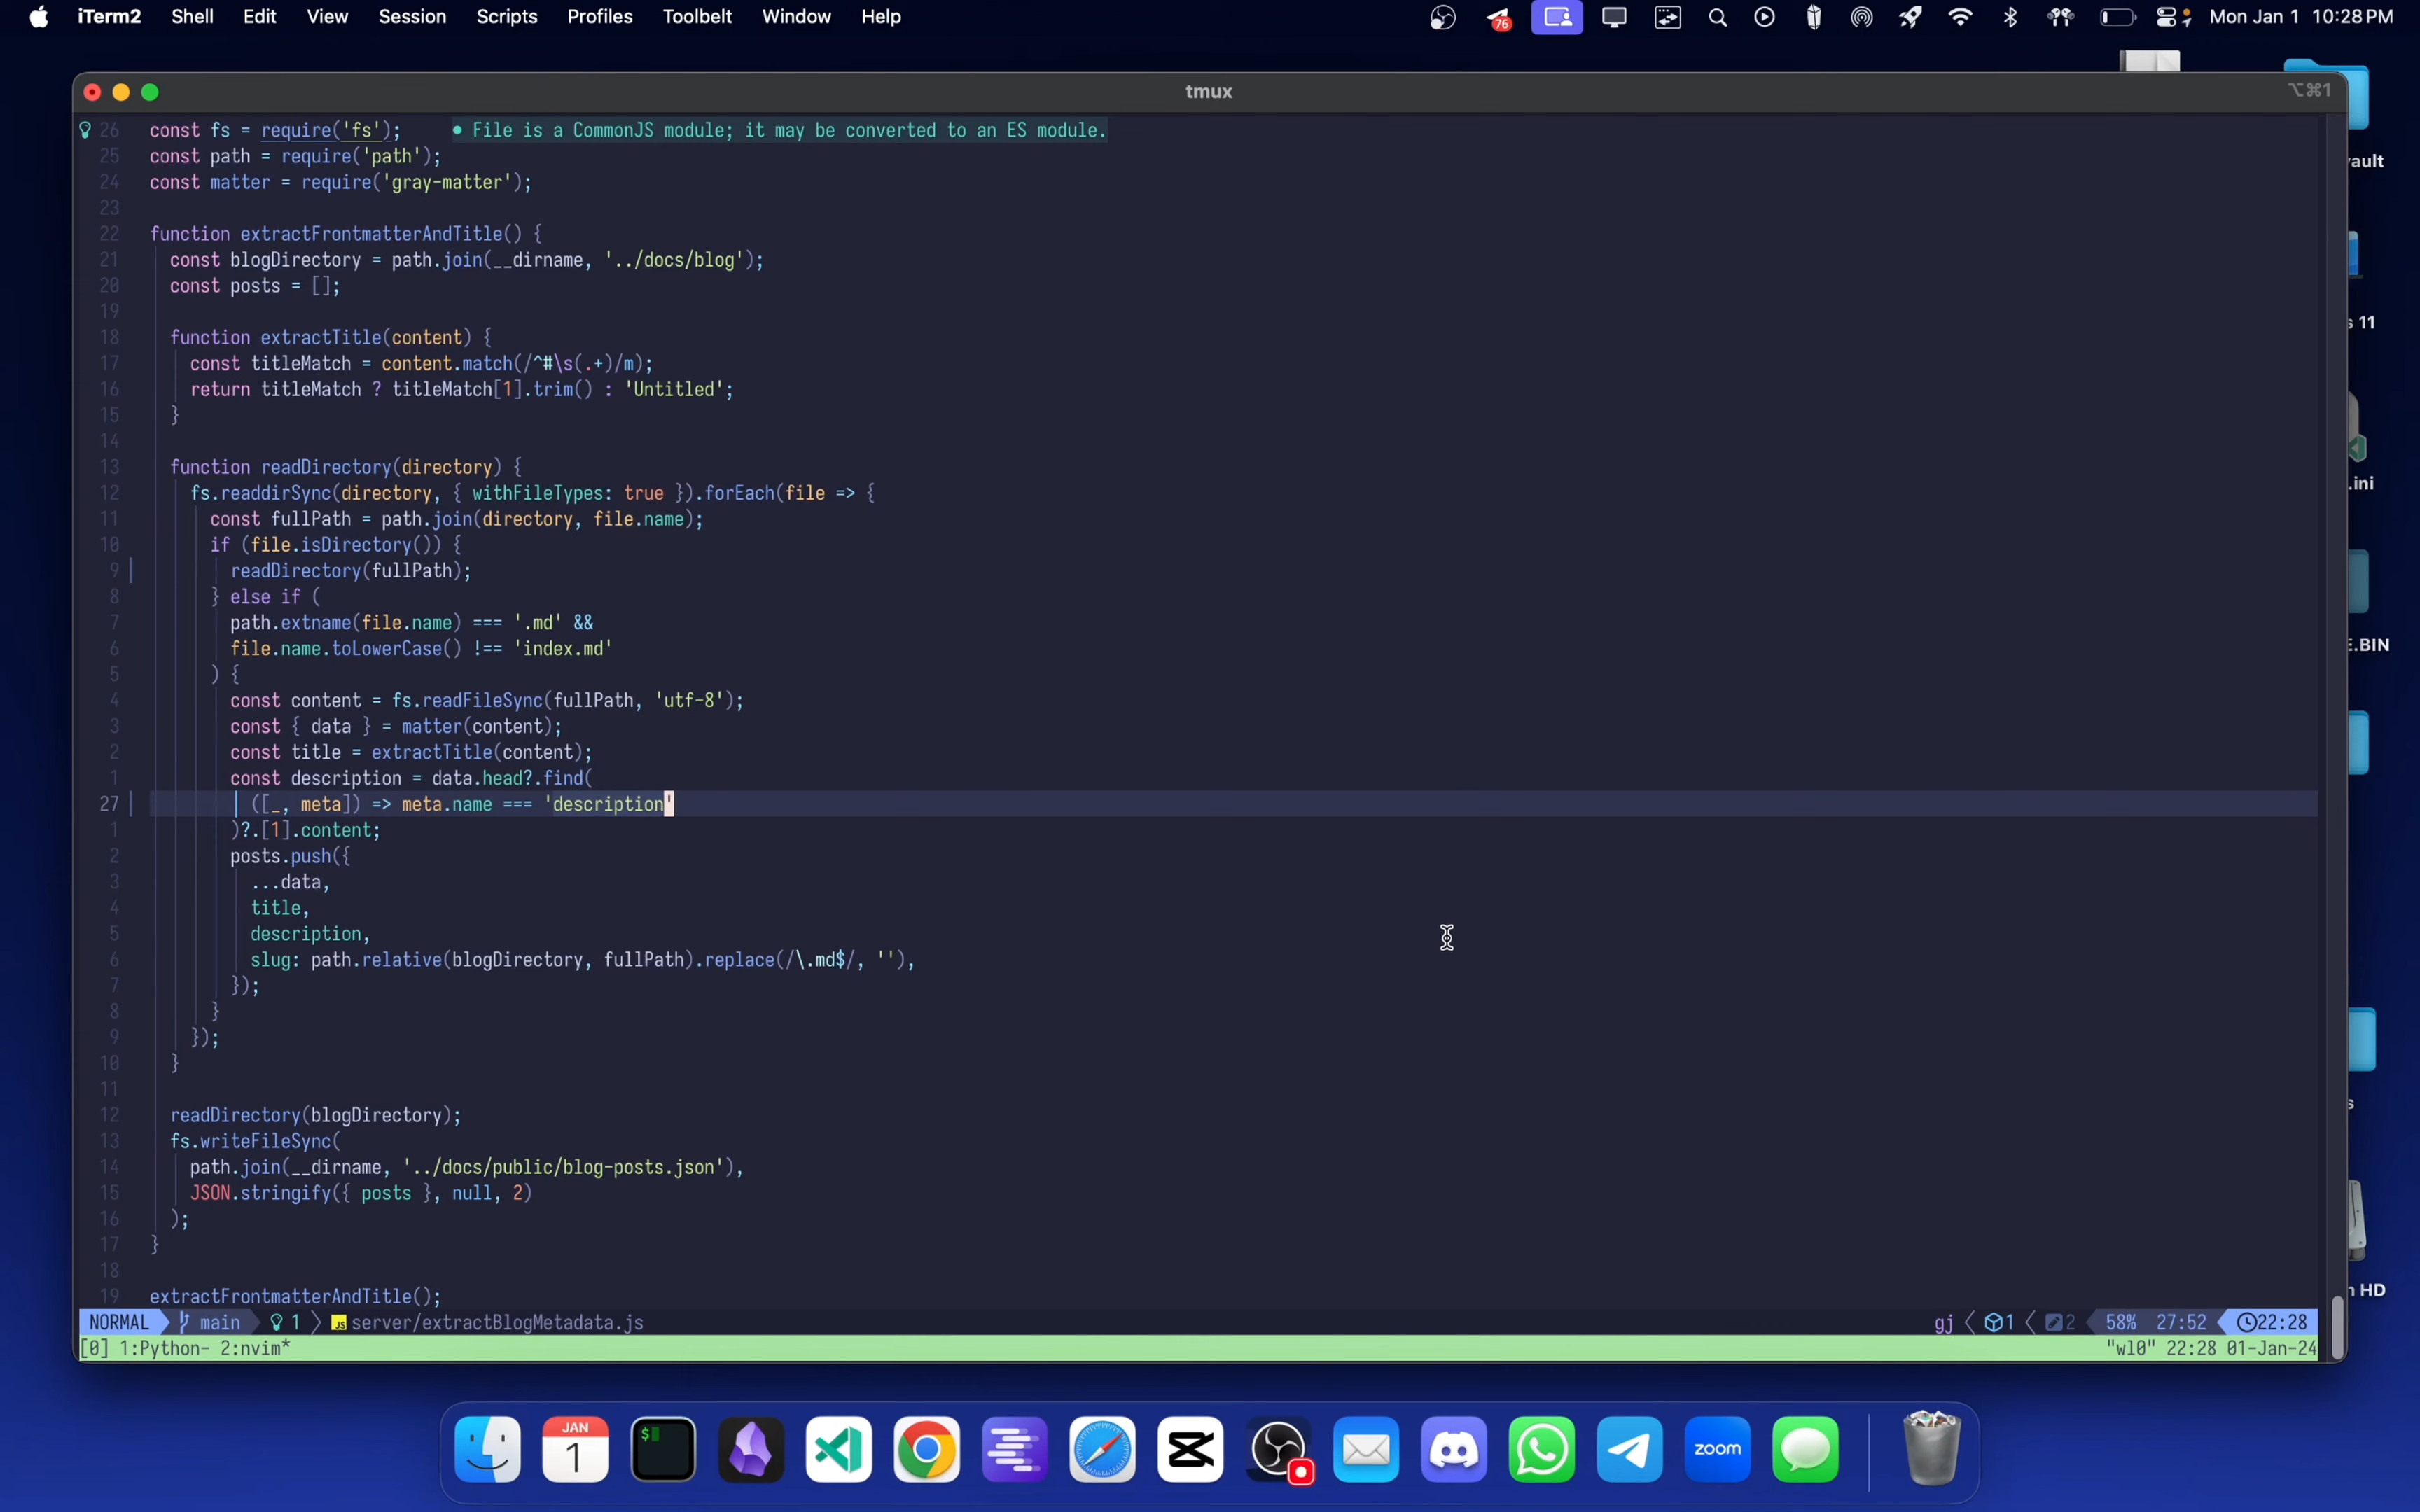 iTerm2 Shell Edit View Session Scripts Profiles Toolbelt Window Help 76 Mon Jan 1 10:28 PM
tmux ⌥⌘1
26 const fs = require('fs'); ● File is a CommonJS module; it may be converted to an ES module.
25 const path = require('path');
24 const matter = require('gray-matter');
23
22 function extractFrontmatterAndTitle() {
21 const blogDirectory = path.join(__dirname, '../docs/blog');
20 const posts = [];
19
18 function extractTitle(content) {
17 const titleMatch = content.match(/^#\s(.+)/m);
16 return titleMatch ? titleMatch[1].trim() : 'Untitled';
15 }
14
13 function readDirectory(directory) {
12 fs.readdirSync(directory, { withFileTypes: true }).forEach(file => {
11 const fullPath = path.join(directory, file.name);
10 if (file.isDirectory()) {
9 readDirectory(fullPath);
8 } else if (
7 path.extname(file.name) === '.md' &&
6 file.name.toLowerCase() !== 'index.md'
5 ) {
4 const content = fs.readFileSync(fullPath, 'utf-8');
3 const { data } = matter(content);
2 const title = extractTitle(content);
1 const description = data.head?.find(
27 ([_, meta]) => meta.name === 'description'
1 )?.[1].content;
2 posts.push({
3 ...data,
4 title,
5 description,
6 slug: path.relative(blogDirectory, fullPath).replace(/\.md$/, ''),
7 });
8 }
9 });
10 }
11
12 readDirectory(blogDirectory);
13 fs.writeFileSync(
14 path.join(__dirname, '../docs/public/blog-posts.json'),
15 JSON.stringify({ posts }, null, 2)
16 );
17 }
18
19 extractFrontmatterAndTitle();
NORMAL main 1 JS server/extractBlogMetadata.js gj 1 2 58% 27:52 22:28
[0] 1:Python- 2:nvim* "wl0" 22:28 01-Jan-24
ault
s 11
.ini
E.BIN
s
n HD
JAN
1
$
zoom